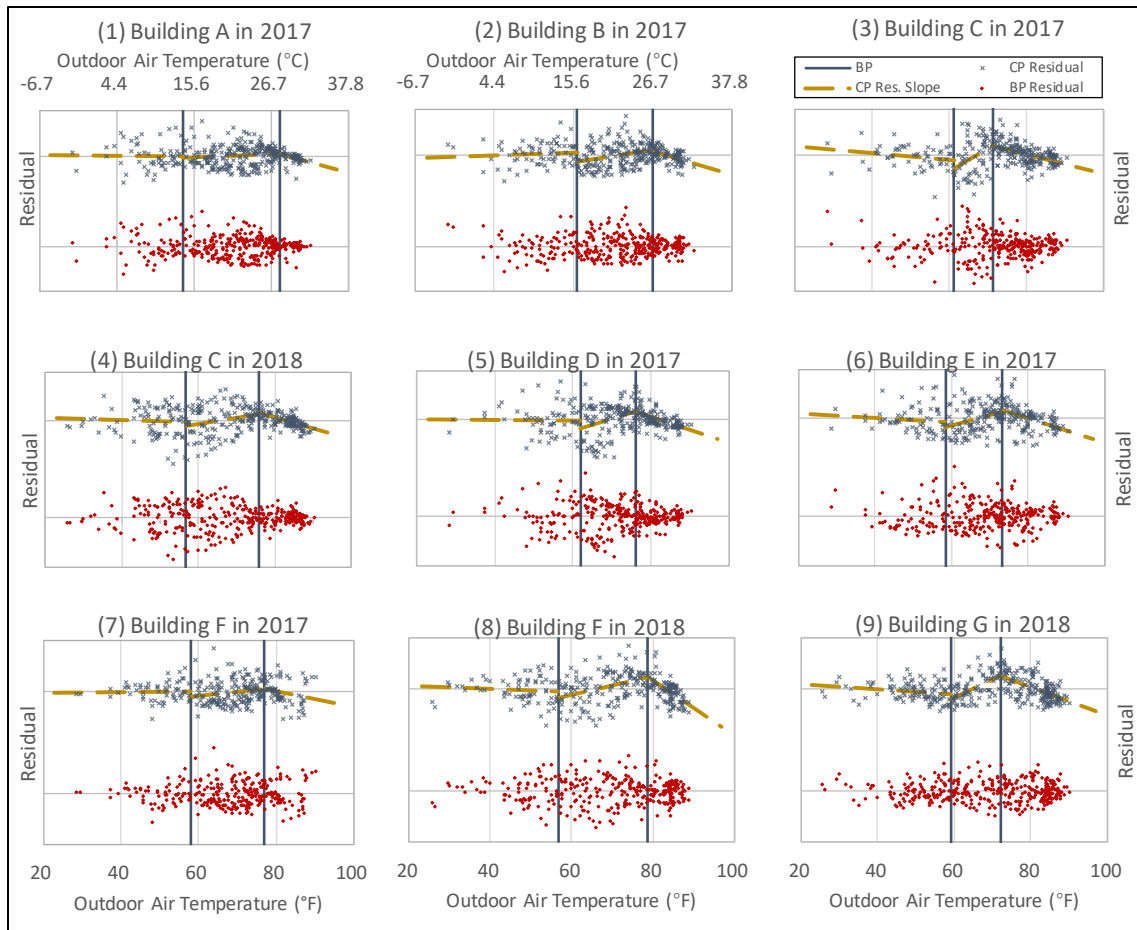 (1) Building A in 2017
Outdoor Air Temperature (°C)
-6.7 4.4 15.6 26.7 37.8
(2) Building B in 2017
Outdoor Air Temperature (°C)
-6.7 4.4 15.6 26.7 37.8
(3) Building C in 2017
BP
CP Residual
CP Res. Slope
BP Residual
Residual
Residual
(4) Building C in 2018
(5) Building D in 2017
(6) Building E in 2017
Residual
Residual
(7) Building F in 2017
(8) Building F in 2018
(9) Building G in 2018
Residual
Residual
20 40 60 80 100
Outdoor Air Temperature (°F)
20 40 60 80 100
Outdoor Air Temperature (°F)
20 40 60 80 100
Outdoor Air Temperature (°F)